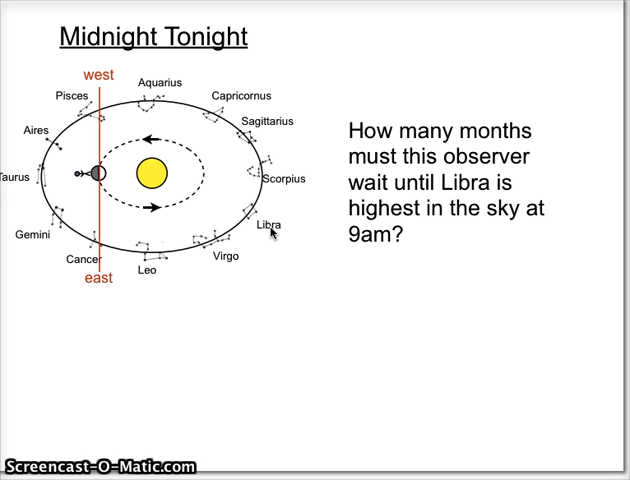 Midnight Tonight
west
Aquarius
Pisces
Capricornus
Sagittarius
Aires
Taurus
Scorpius
Libra
Gemini
Cancer
Virgo
Leo
east
How many months
must this observer
wait until Libra is
highest in the sky at
9am?
Screencast-O-Matic.com